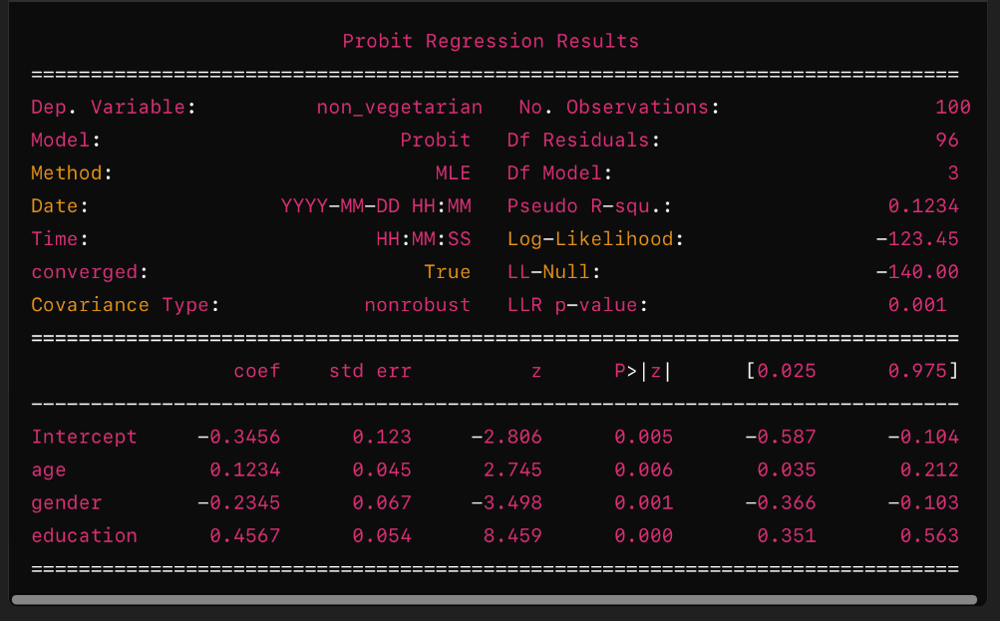 Probit Regression Results
==============================================================================
Dep. Variable:          non_vegetarian   No. Observations:                  100
Model:                         Probit   Df Residuals:                       96
Method:                           MLE   Df Model:                            3
Date:                YYYY-MM-DD HH:MM   Pseudo R-squ.:                  0.1234
Time:                        HH:MM:SS   Log-Likelihood:                -123.45
converged:                       True   LL-Null:                       -140.00
Covariance Type:            nonrobust   LLR p-value:                    0.001
==============================================================================
                 coef    std err          z      P>|z|      [0.025      0.975]
------------------------------------------------------------------------------
Intercept     -0.3456      0.123     -2.806      0.005      -0.587      -0.104
age            0.1234      0.045      2.745      0.006       0.035       0.212
gender        -0.2345      0.067     -3.498      0.001      -0.366      -0.103
education      0.4567      0.054      8.459      0.000       0.351       0.563
==============================================================================